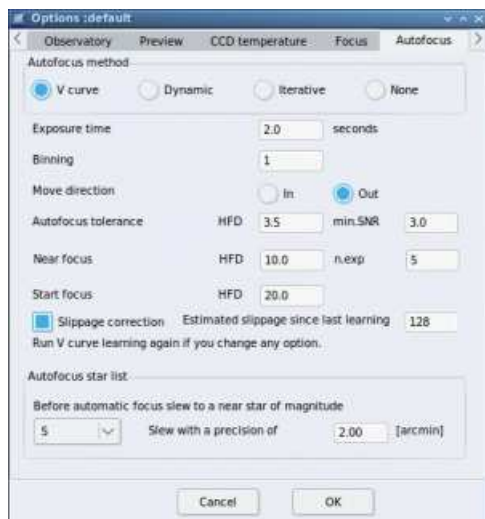 Options :default
Observatory Preview CCD temperature Focus Autofocus
Autofocus method
V curve Dynamic Iterative None
Exposure time 2.0 seconds
Binning 1
Move direction In Out
Autofocus tolerance HFD 3.5 min.SNR 3.0
Near focus HFD 10.0 n.exp 5
Start focus HFD 20.0
Slippage correction Estimated slippage since last learning 128
Run V curve learning again if you change any option.
Autofocus star list
Before automatic focus slew to a near star of magnitude
5 Slew with a precision of 2.00 [arcmin]
Cancel OK